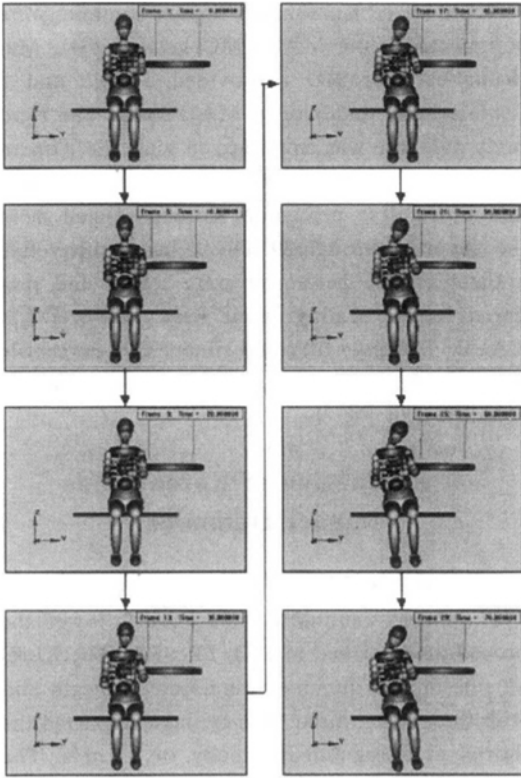 Frame 1: Time = 0.000000
Z
Y
Frame 5: Time = 10.000000
Z
Y
Frame 9: Time = 20.000000
Z
Y
Frame 13: Time = 30.000000
Z
Y
Frame 17: Time = 40.000000
Z
Y
Frame 21: Time = 50.000000
Z
Y
Frame 25: Time = 60.000000
Z
Y
Frame 29: Time = 70.000000
Z
Y